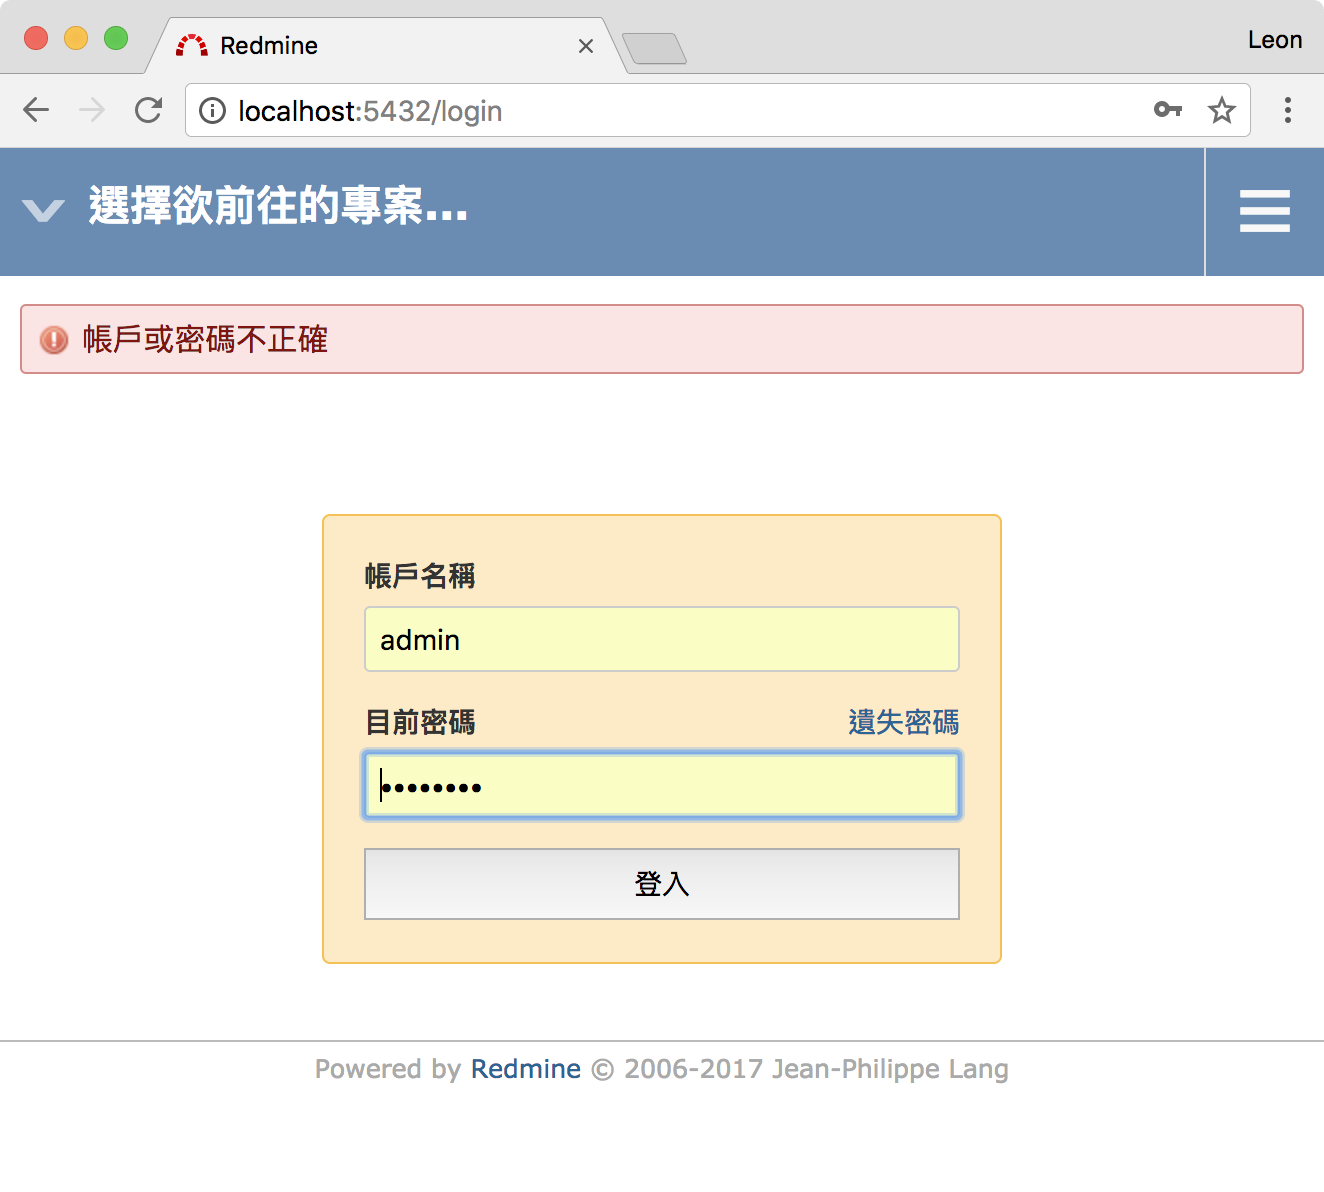 Redmine
Leon
localhost:5432/login
選擇欲前往的專案...
帳戶或密碼不正確
帳戶名稱
admin
目前密碼 遺失密碼
••••••••
登入
Powered by Redmine © 2006-2017 Jean-Philippe Lang